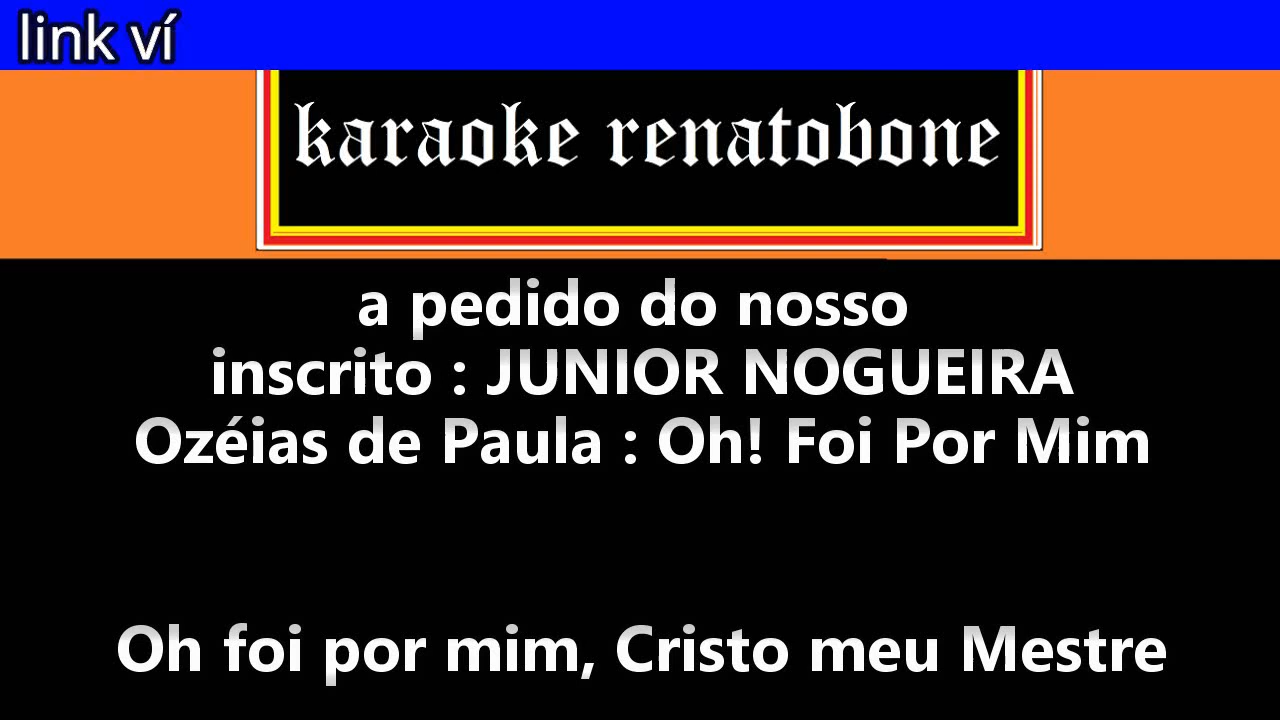 link ví
karaoke renatobone
a pedido do nosso
inscrito : JUNIOR NOGUEIRA
Ozéias de Paula : Oh! Foi Por Mim
Oh foi por mim, Cristo meu Mestre